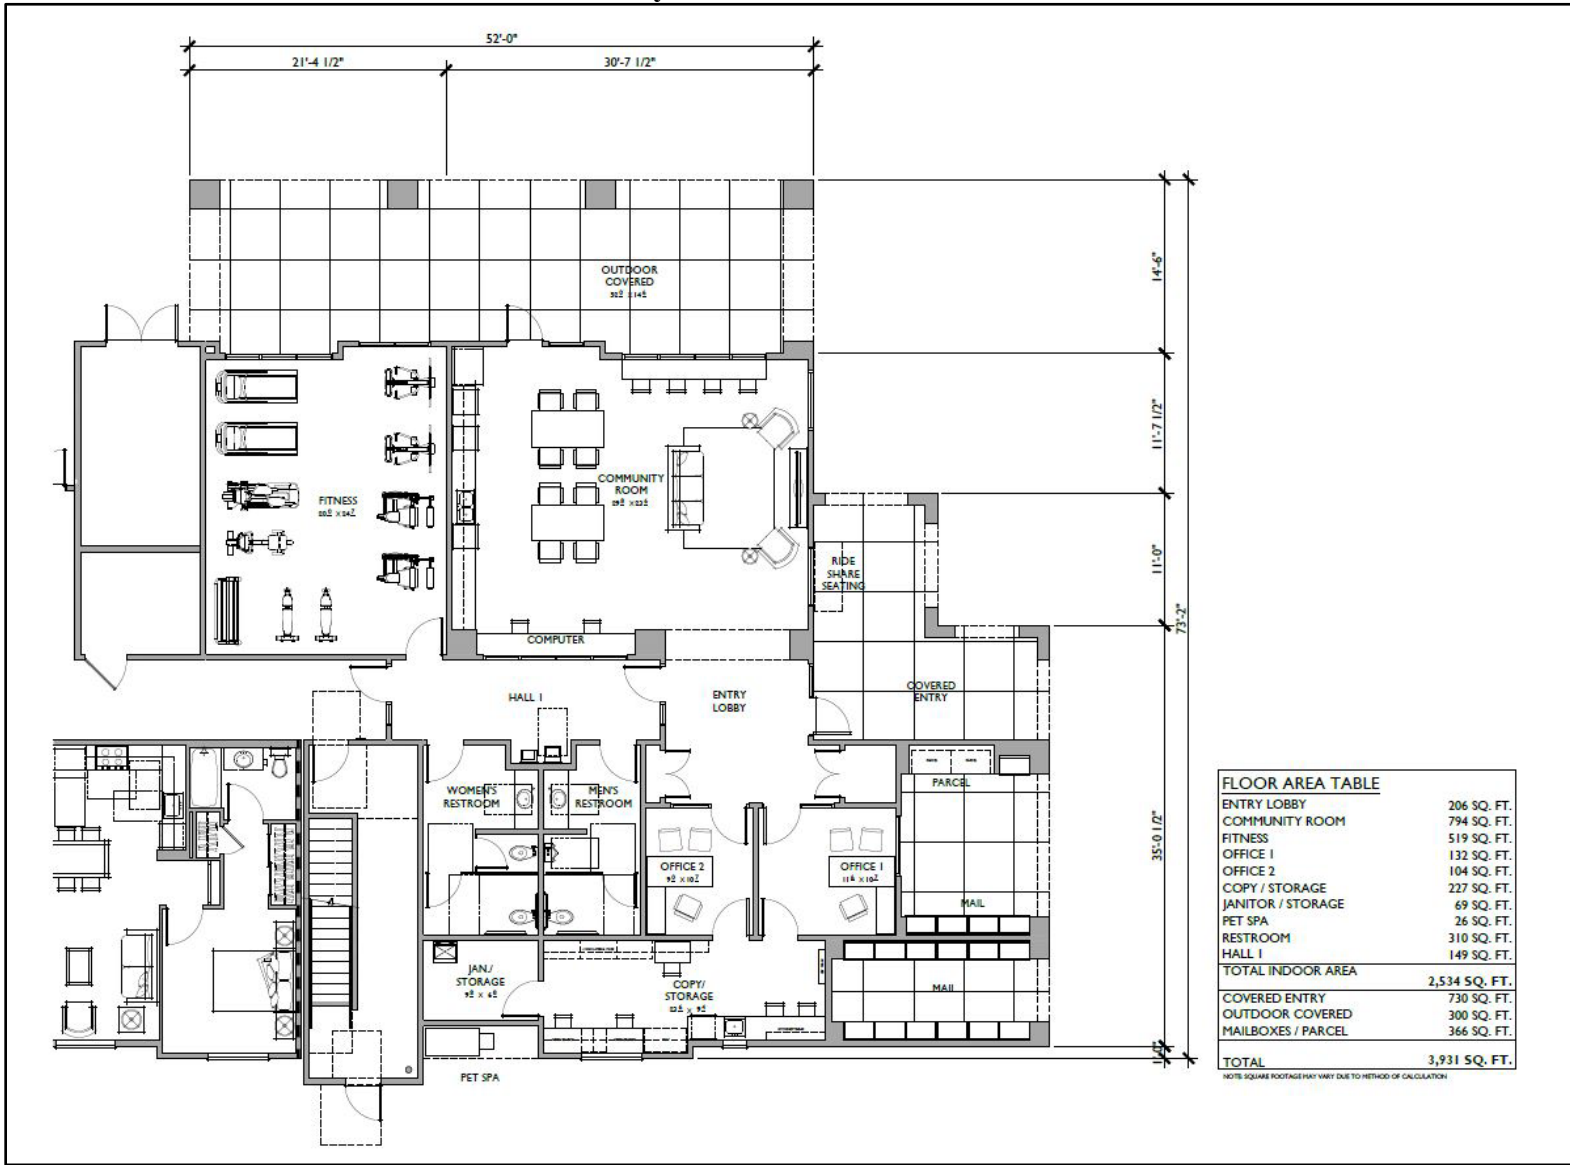 52'-0"
21'-4 1/2"
30'-7 1/2"
14'-6"
OUTDOOR
COVERED
11'-7 1/2"
73'-2"
11'-0"
35'-0 1/2"
1'-0"
FITNESS
COMMUNITY
ROOM
RIDE
SHARE
SEATING
COMPUTER
HALL 1
ENTRY
LOBBY
COVERED
ENTRY
WOMEN'S
RESTROOM
MEN'S
RESTROOM
PARCEL
OFFICE 2
OFFICE 1
MAIL
JAN./
STORAGE
COPY/
STORAGE
MAIL
PET SPA
FLOOR AREA TABLE
ENTRY LOBBY 206 SQ. FT.
COMMUNITY ROOM 794 SQ. FT.
FITNESS 519 SQ. FT.
OFFICE 1 132 SQ. FT.
OFFICE 2 104 SQ. FT.
COPY / STORAGE 227 SQ. FT.
JANITOR / STORAGE 69 SQ. FT.
PET SPA 26 SQ. FT.
RESTROOM 310 SQ. FT.
HALL 1 149 SQ. FT.
TOTAL INDOOR AREA 2,534 SQ. FT.
COVERED ENTRY 730 SQ. FT.
OUTDOOR COVERED 300 SQ. FT.
MAILBOXES / PARCEL 366 SQ. FT.
TOTAL 3,931 SQ. FT.
NOTE: SQUARE FOOTAGE MAY VARY DUE TO METHOD OF CALCULATION